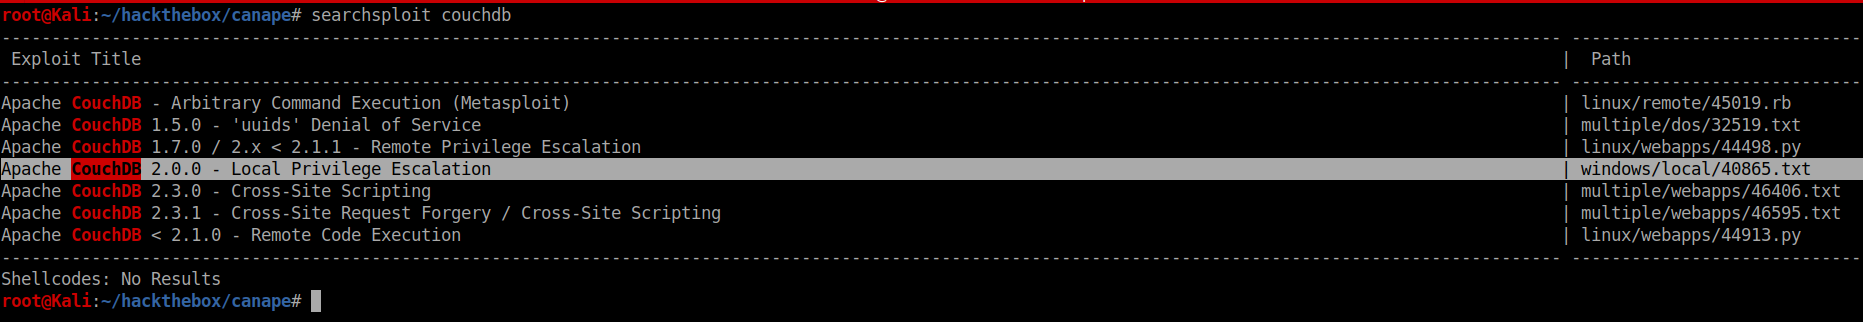 root@Kali:~/hackthebox/canape# searchsploit couchdb
Exploit Title | Path
Apache CouchDB - Arbitrary Command Execution (Metasploit) | linux/remote/45019.rb
Apache CouchDB 1.5.0 - 'uuids' Denial of Service | multiple/dos/32519.txt
Apache CouchDB 1.7.0 / 2.x < 2.1.1 - Remote Privilege Escalation | linux/webapps/44498.py
Apache CouchDB 2.0.0 - Local Privilege Escalation | windows/local/40865.txt
Apache CouchDB 2.3.0 - Cross-Site Scripting | multiple/webapps/46406.txt
Apache CouchDB 2.3.1 - Cross-Site Request Forgery / Cross-Site Scripting | multiple/webapps/46595.txt
Apache CouchDB < 2.1.0 - Remote Code Execution | linux/webapps/44913.py
Shellcodes: No Results
root@Kali:~/hackthebox/canape#